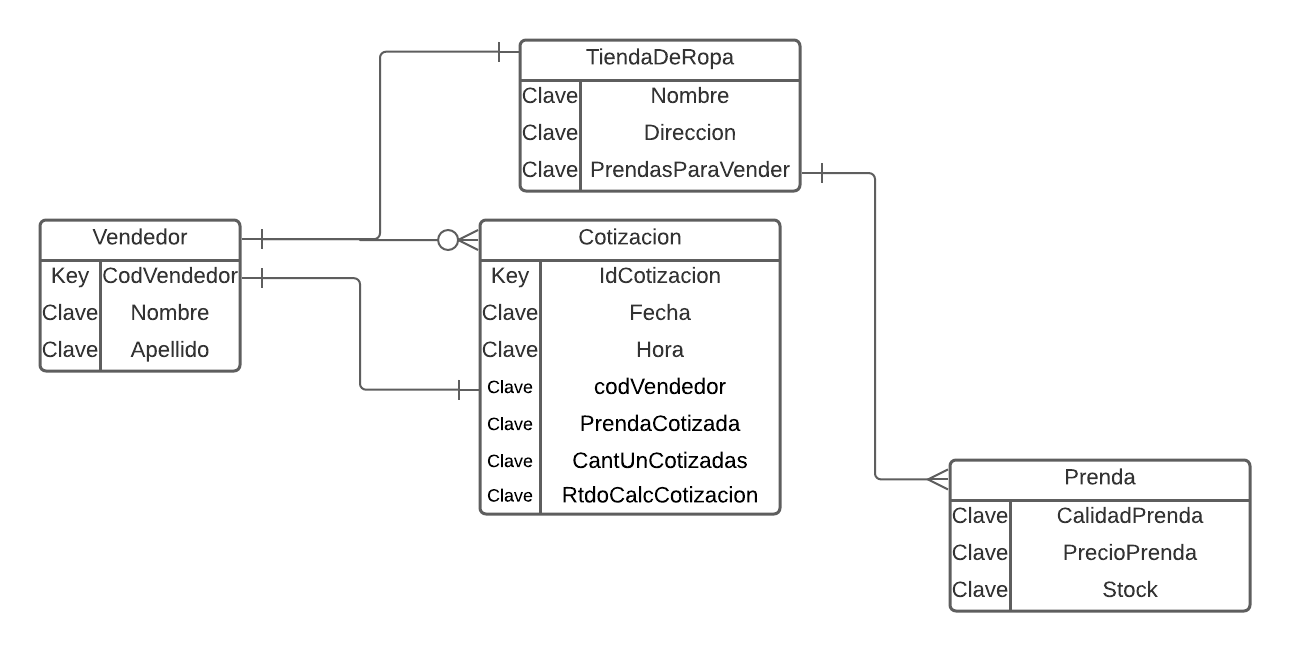 TiendaDeRopa
Clave Nombre
Clave Direccion
Clave PrendasParaVender
Vendedor
Key CodVendedor
Clave Nombre
Clave Apellido
Cotizacion
Key IdCotizacion
Clave Fecha
Clave Hora
Clave codVendedor
Clave PrendaCotizada
Clave CantUnCotizadas
Clave RtdoCalcCotizacion
Prenda
Clave CalidadPrenda
Clave PrecioPrenda
Clave Stock